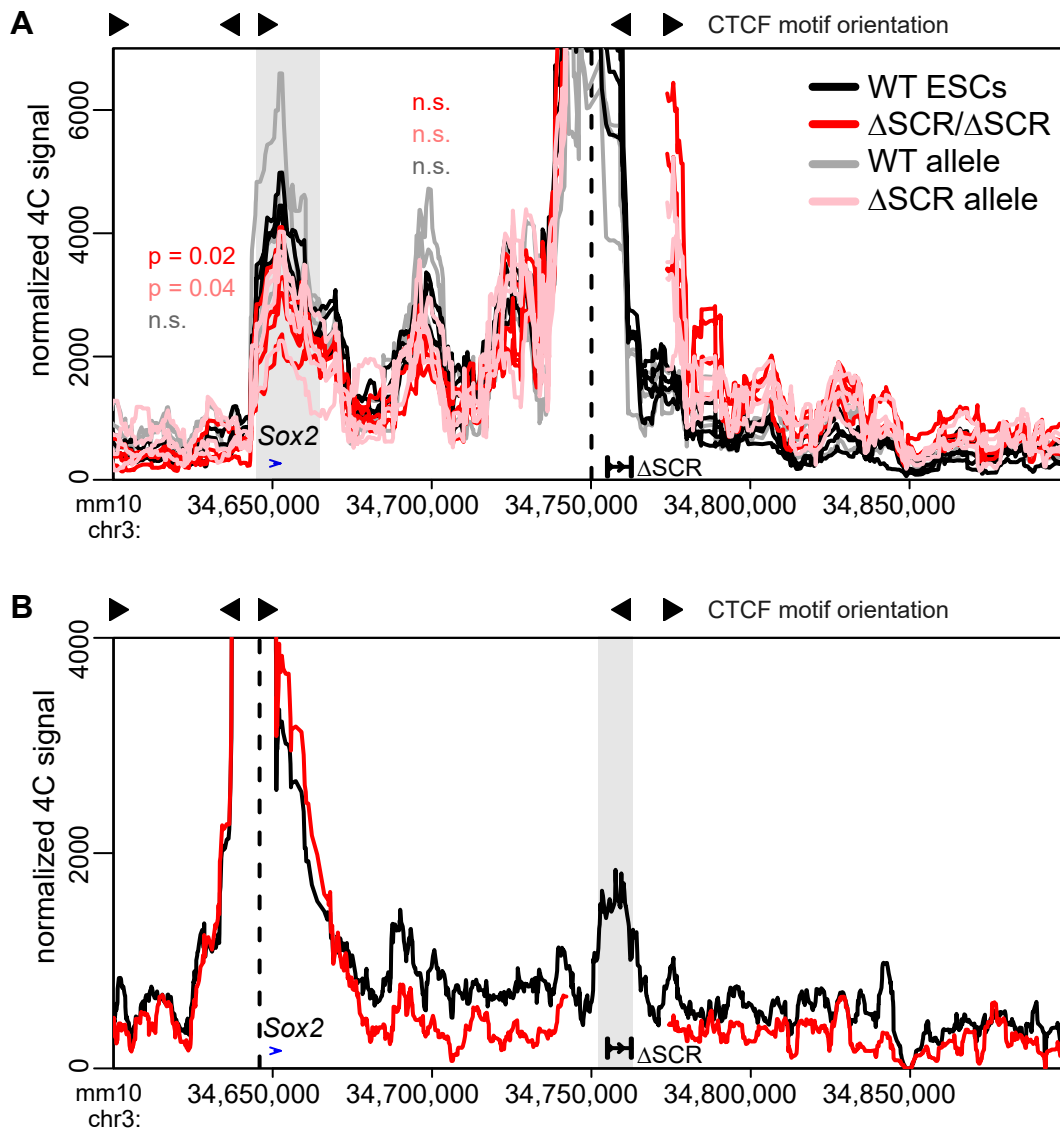 A
CTCF motif orientation
normalized 4C signal
0
2000
4000
6000
WT ESCs
ΔSCR/ΔSCR
WT allele
ΔSCR allele
n.s.
n.s.
n.s.
p = 0.02
p = 0.04
n.s.
Sox2
ΔSCR
mm10
chr3:
34,650,000
34,700,000
34,750,000
34,800,000
34,850,000
B
CTCF motif orientation
normalized 4C signal
0
2000
4000
Sox2
ΔSCR
mm10
chr3:
34,650,000
34,700,000
34,750,000
34,800,000
34,850,000